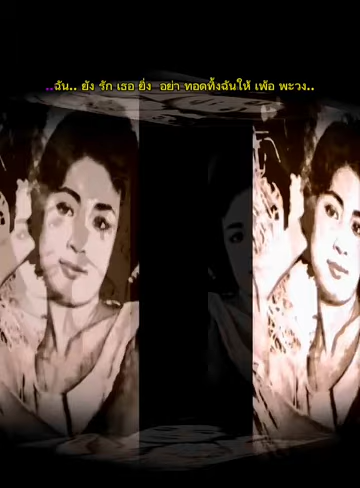 ..ฉัน.. ยัง รัก เธอ ยิ่ง อย่า ทอดทิ้งฉันให้ เพ้อ พะวง..